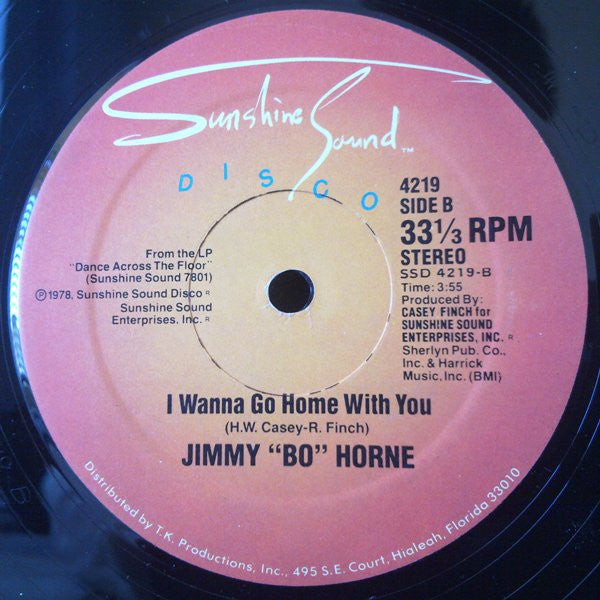 Sunshine Sound™
DISCO
4219
SIDE B
33⅓ RPM
STEREO
SSD 4219-B
Time: 3:55
Produced By:
CASEY FINCH for
SUNSHINE SOUND
ENTERPRISES, INC. R
Sherlyn Pub. Co.,
Inc. & Harrick
Music, Inc. (BMI)
From the LP
"Dance Across The Floor"
(Sunshine Sound 7801)
℗1978, Sunshine Sound Disco R
Sunshine Sound
Enterprises, Inc. R
I Wanna Go Home With You
(H.W. Casey-R. Finch)
JIMMY “BO” HORNE
Distributed by T.K. Productions, Inc., 495 S.E. Court, Hialeah, Florida 33010